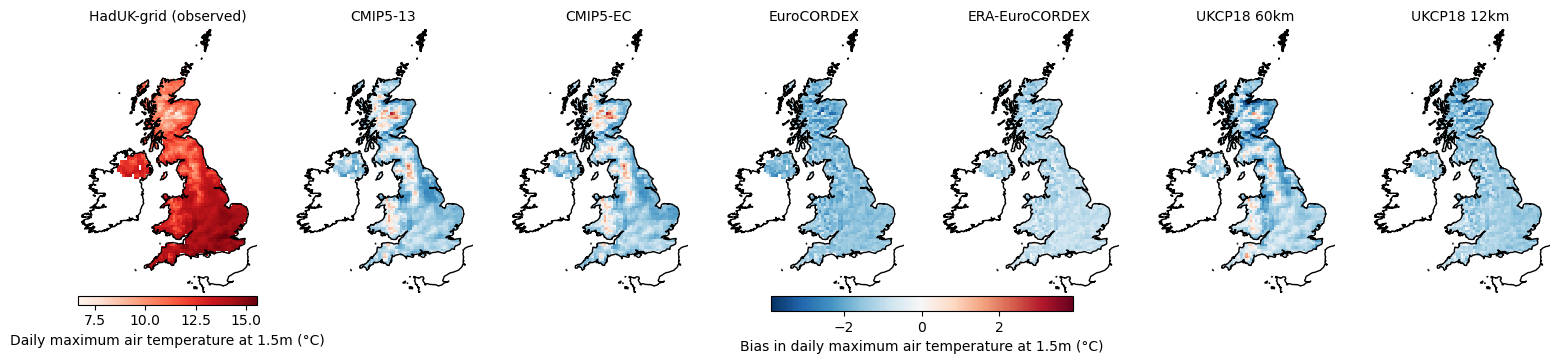 HadUK-grid (observed)
CMIP5-13
CMIP5-EC
EuroCORDEX
ERA-EuroCORDEX
UKCP18 60km
UKCP18 12km
7.5 10.0 12.5 15.0
Daily maximum air temperature at 1.5m (°C)
−2 0 2
Bias in daily maximum air temperature at 1.5m (°C)